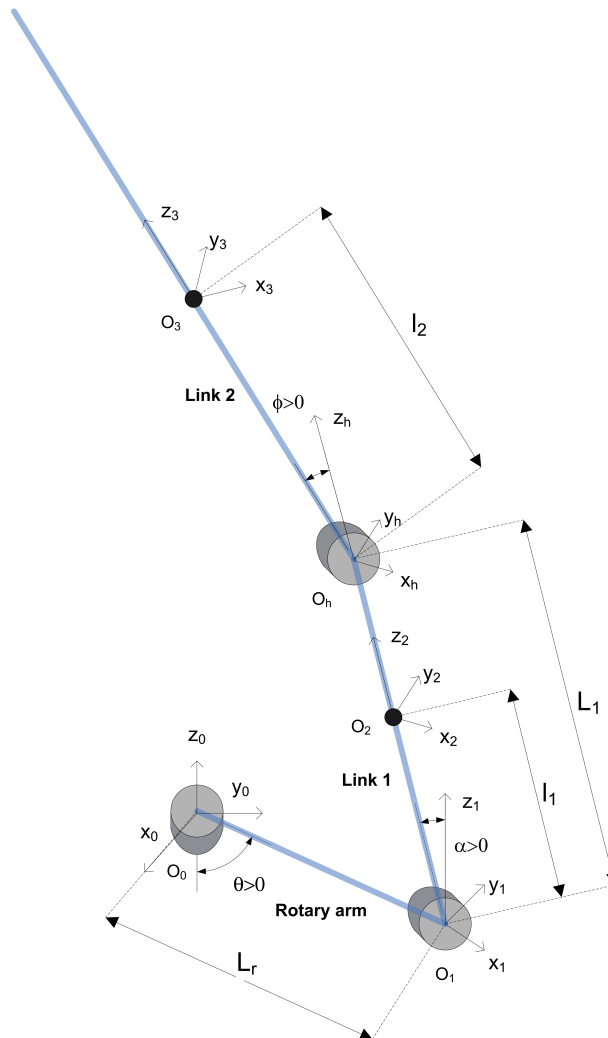 z₃
y₃
x₃
O₃
l₂
Link 2
ϕ>0
zₕ
yₕ
xₕ
Oₕ
z₂
y₂
O₂
x₂
L₁
z₀
Link 1
l₁
y₀
z₁
x₀
α>0
O₀
θ>0
y₁
Rotary arm
x₁
O₁
Lᵣ